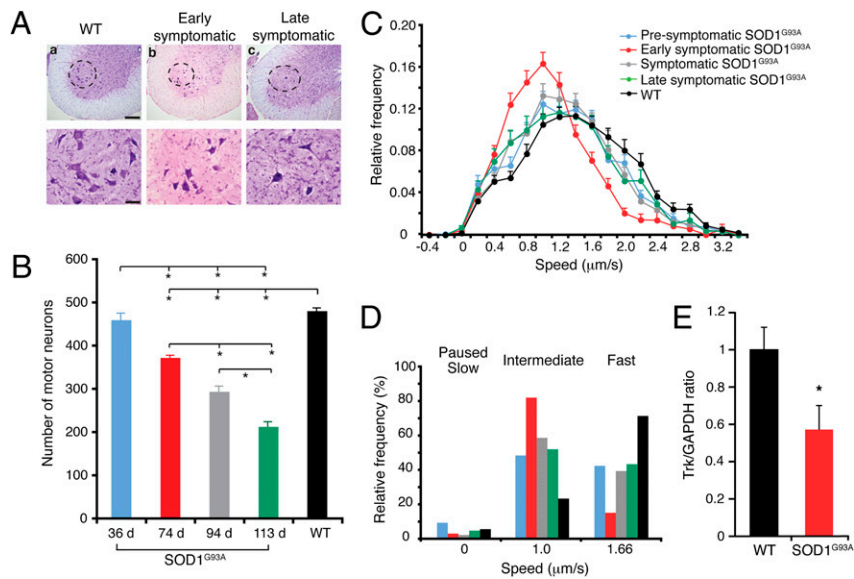 A
WT
Early symptomatic
Late symptomatic
a
b
c
B
Number of motor neurons
600
500
400
300
200
100
0
* * *
* * * *
* *
*
36 d 74 d 94 d 113 d WT
SOD1G93A
C
Relative frequency
0.20
0.16
0.12
0.08
0.04
0
-0.4 0.4 0.8 1.2 1.6 2.0 2.4 2.8 3.4
Speed (μm/s)
Pre-symptomatic SOD1G93A
Early symptomatic SOD1G93A
Symptomatic SOD1G93A
Late symptomatic SOD1G93A
WT
D
Relative frequency (%)
100
80
60
40
20
0
Paused
Slow
Intermediate
Fast
0 1.0 1.66
Speed (μm/s)
E
Trk/GAPDH ratio
1.2
1
0.8
0.6
0.4
0.2
0
*
WT
SOD1G93A